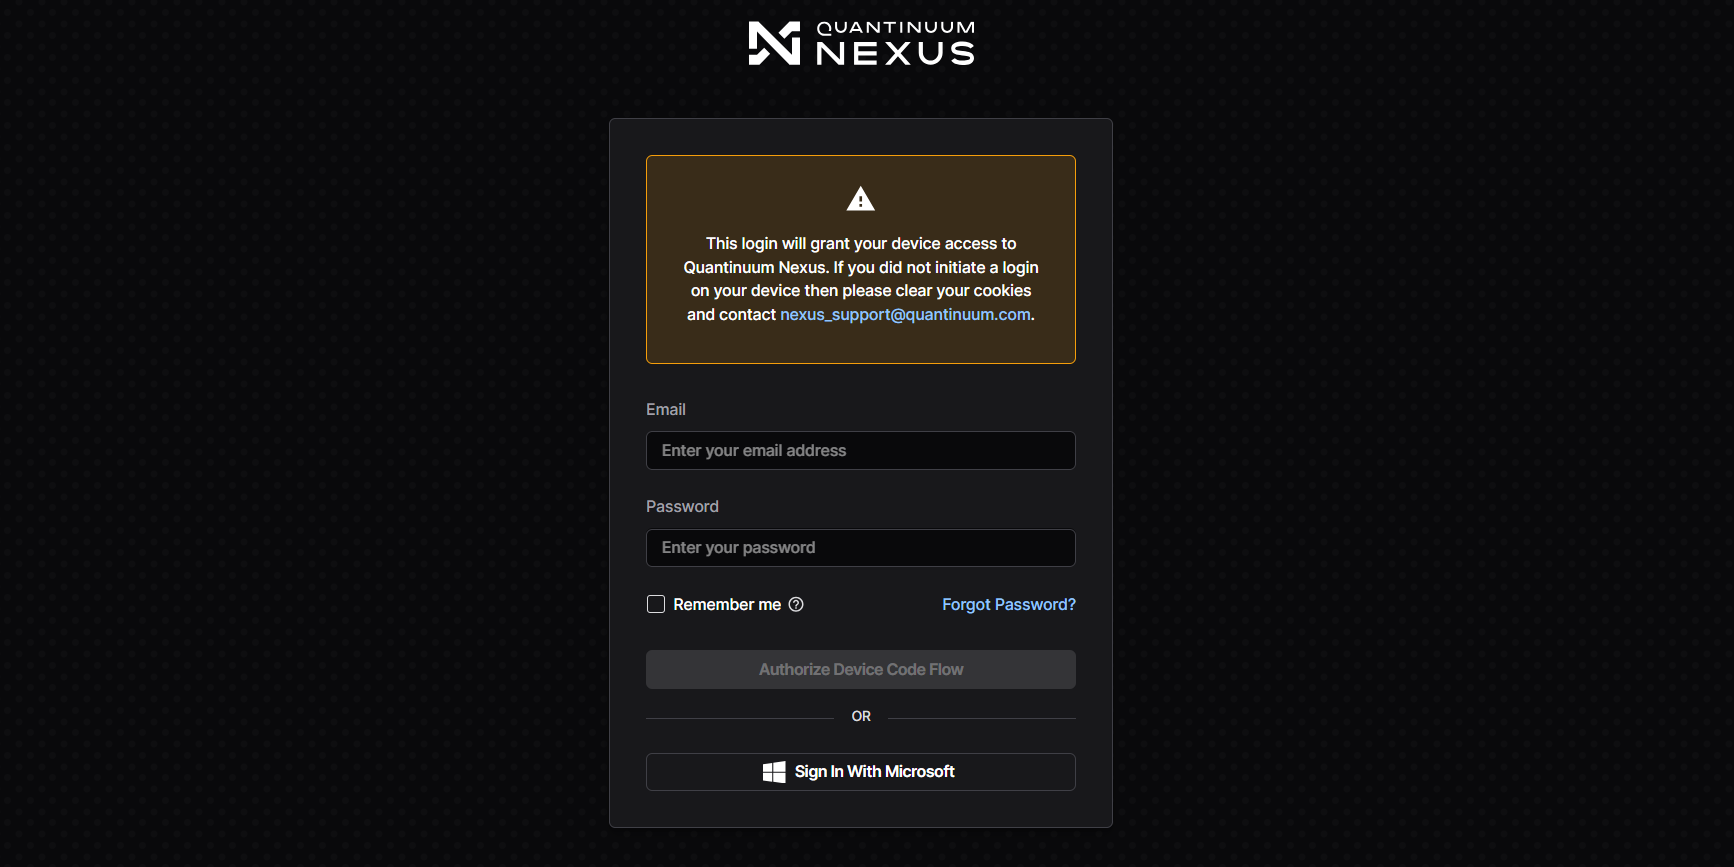 QUANTINUUM
NEXUS
This login will grant your device access to
Quantinuum Nexus. If you did not initiate a login
on your device then please clear your cookies
and contact nexus_support@quantinuum.com.
Email
Enter your email address
Password
Enter your password
Remember me
Forgot Password?
Authorize Device Code Flow
OR
Sign In With Microsoft